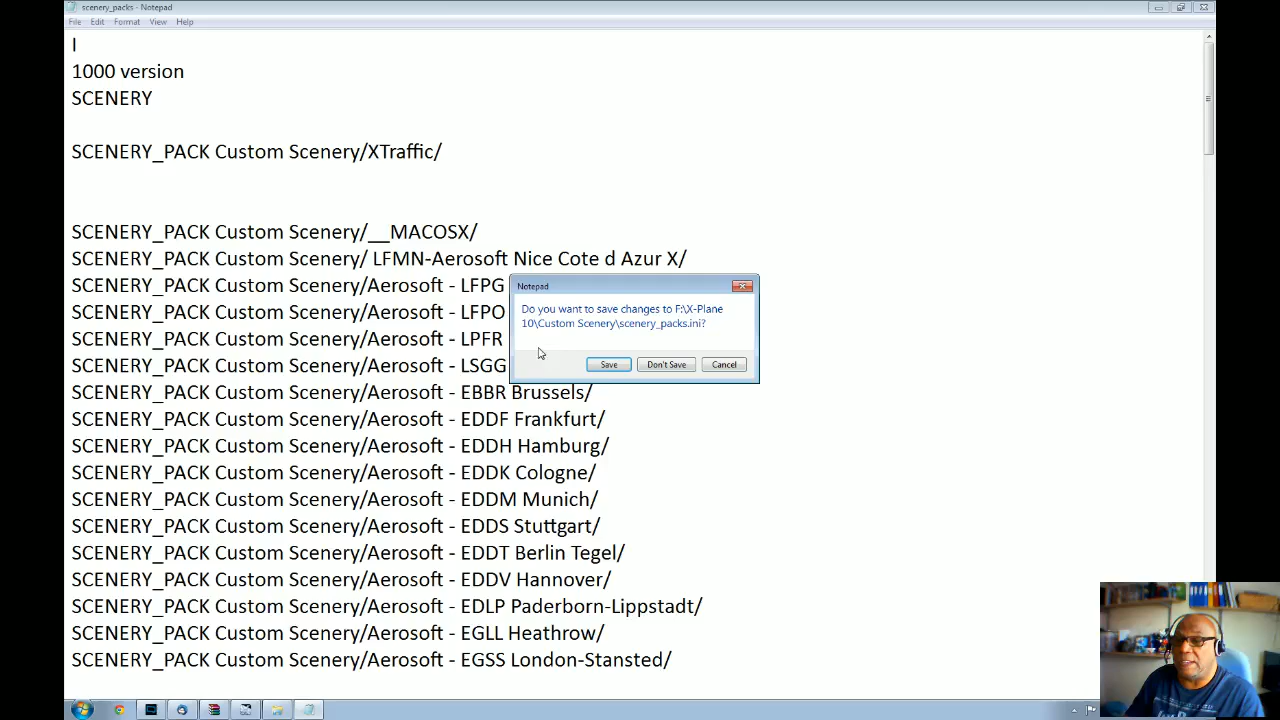 scenery_packs - Notepad
File Edit Format View Help
I
1000 version
SCENERY
SCENERY_PACK Custom Scenery/XTraffic/
SCENERY_PACK Custom Scenery/__MACOSX/
SCENERY_PACK Custom Scenery/ LFMN-Aerosoft Nice Cote d Azur X/
SCENERY_PACK Custom Scenery/Aerosoft - LFPG
SCENERY_PACK Custom Scenery/Aerosoft - LFPO
SCENERY_PACK Custom Scenery/Aerosoft - LPFR
SCENERY_PACK Custom Scenery/Aerosoft - LSGG
SCENERY_PACK Custom Scenery/Aerosoft - EBBR Brussels/
SCENERY_PACK Custom Scenery/Aerosoft - EDDF Frankfurt/
SCENERY_PACK Custom Scenery/Aerosoft - EDDH Hamburg/
SCENERY_PACK Custom Scenery/Aerosoft - EDDK Cologne/
SCENERY_PACK Custom Scenery/Aerosoft - EDDM Munich/
SCENERY_PACK Custom Scenery/Aerosoft - EDDS Stuttgart/
SCENERY_PACK Custom Scenery/Aerosoft - EDDT Berlin Tegel/
SCENERY_PACK Custom Scenery/Aerosoft - EDDV Hannover/
SCENERY_PACK Custom Scenery/Aerosoft - EDLP Paderborn-Lippstadt/
SCENERY_PACK Custom Scenery/Aerosoft - EGLL Heathrow/
SCENERY_PACK Custom Scenery/Aerosoft - EGSS London-Stansted/
Notepad
Do you want to save changes to F:\X-Plane
10\Custom Scenery\scenery_packs.ini?
Save Don't Save Cancel